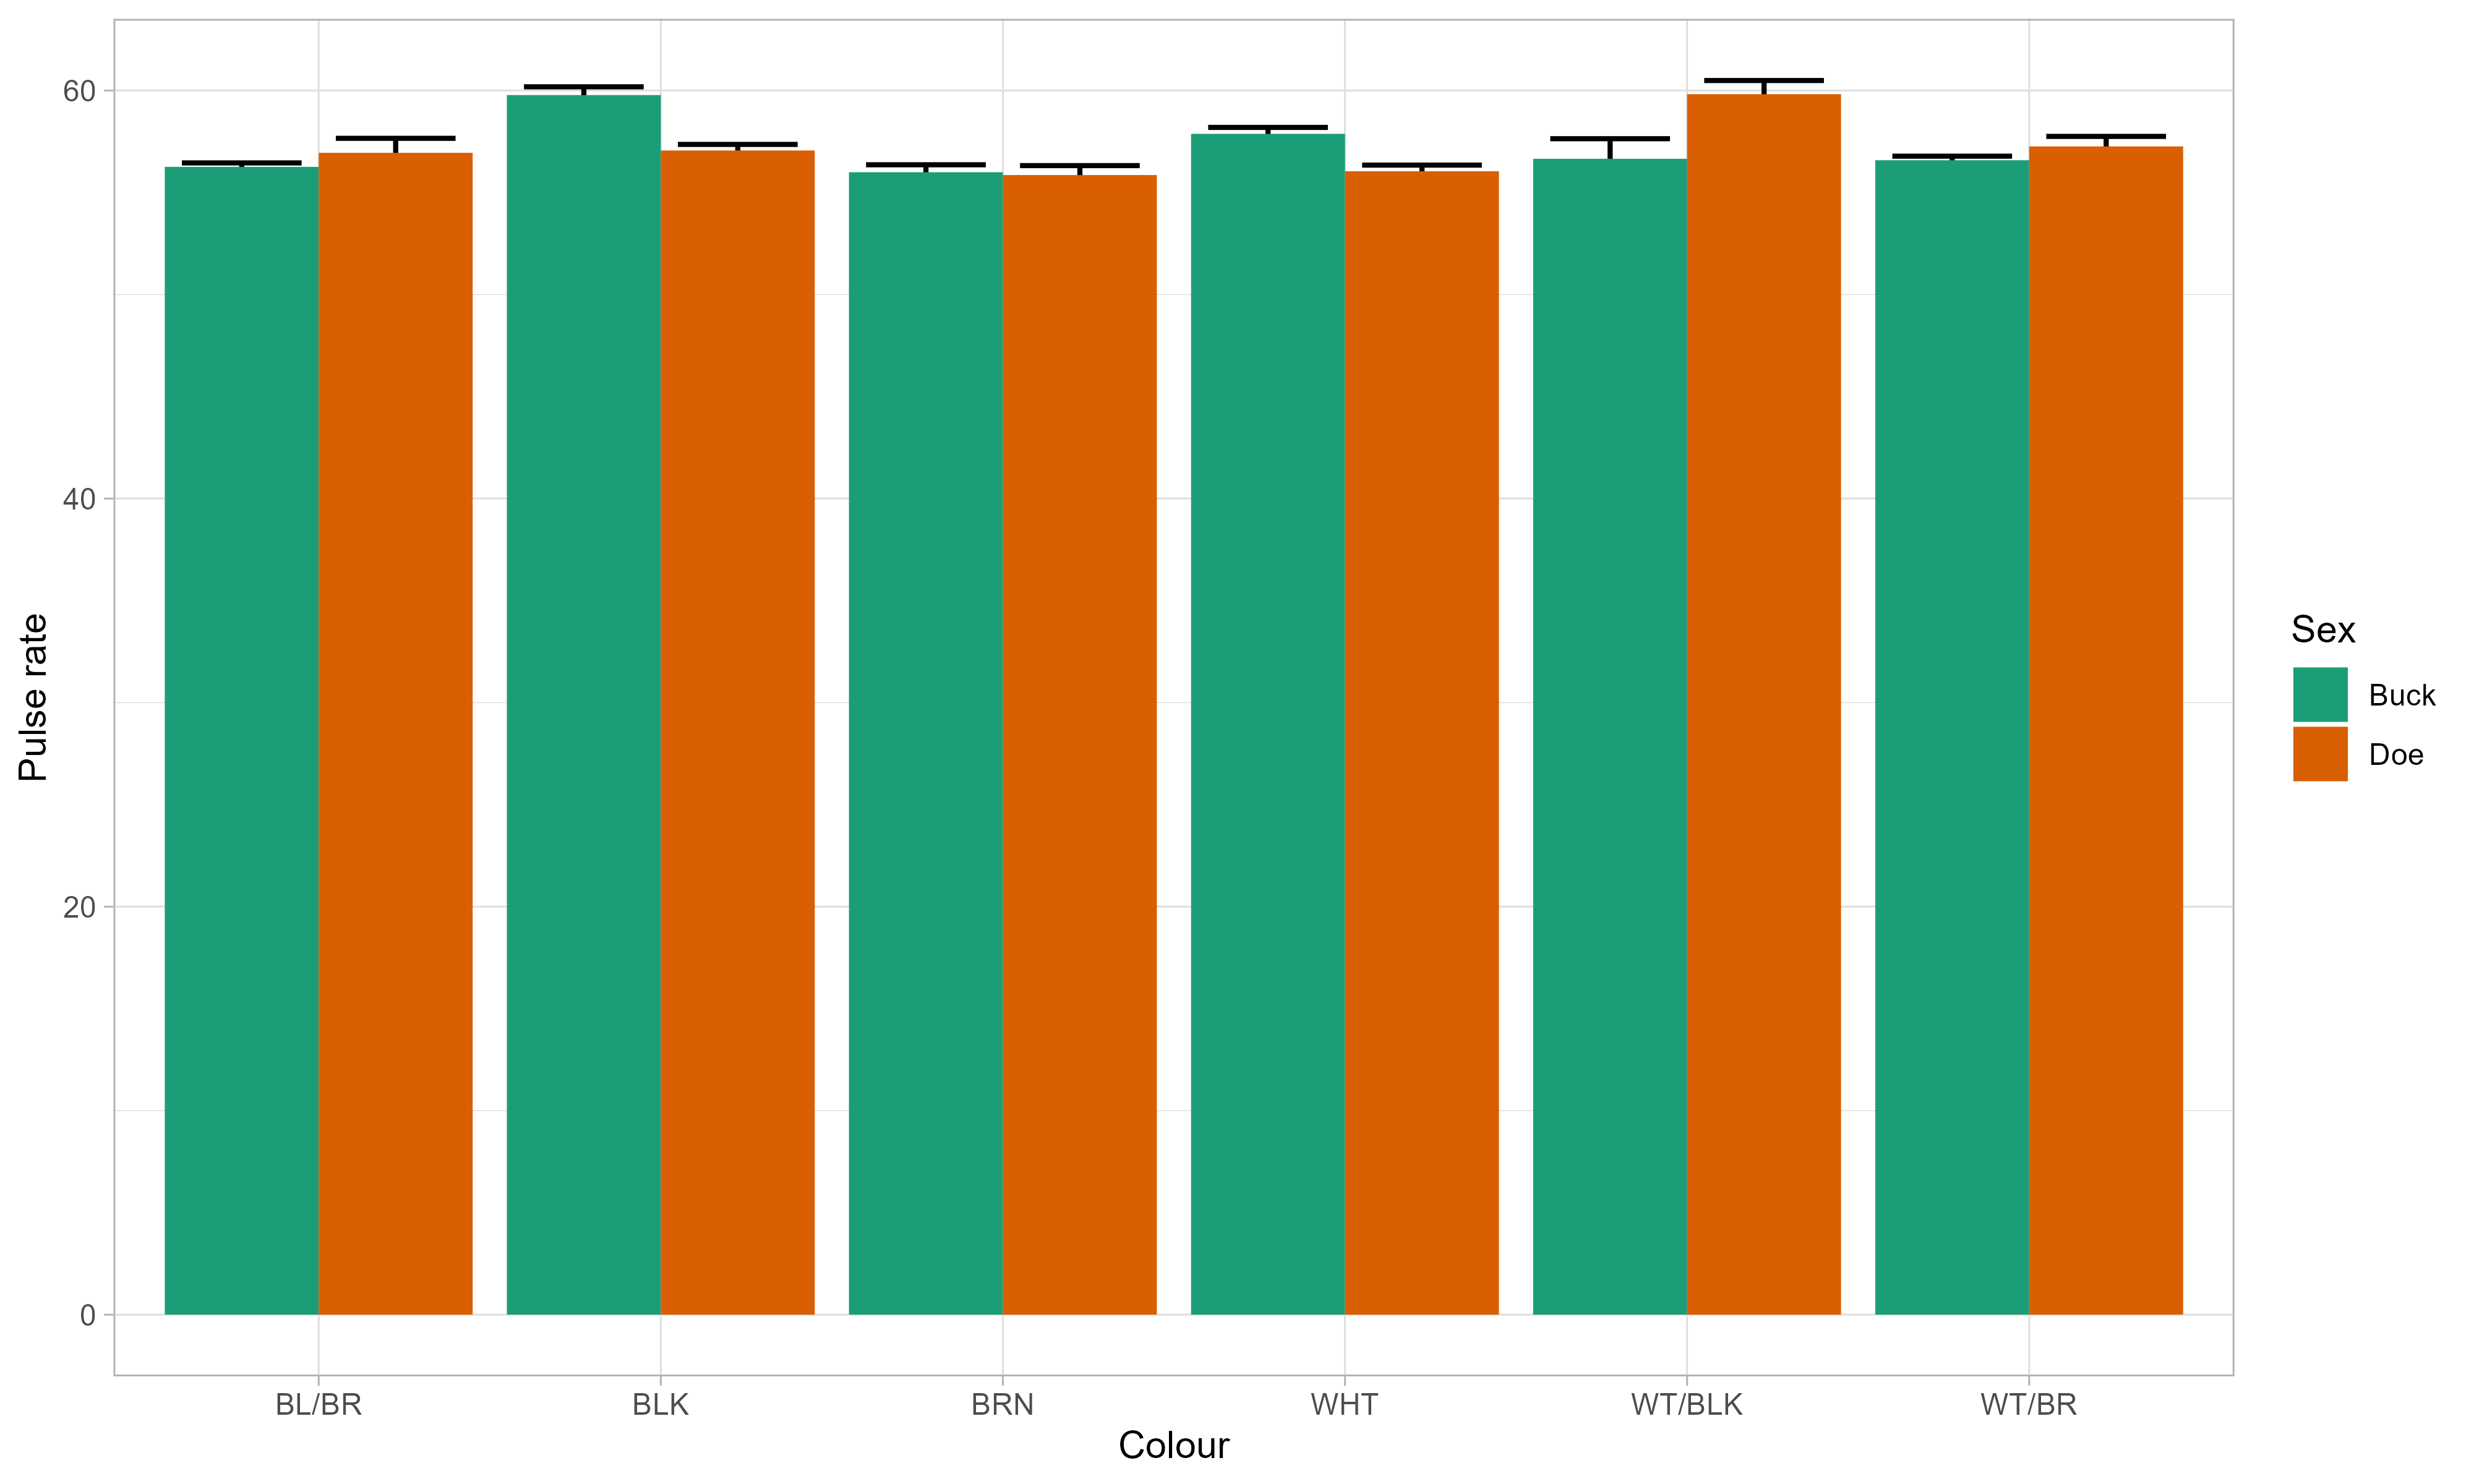 60
40
20
0
Pulse rate
BL/BR
BLK
BRN
WHT
WT/BLK
WT/BR
Colour
Sex
Buck
Doe